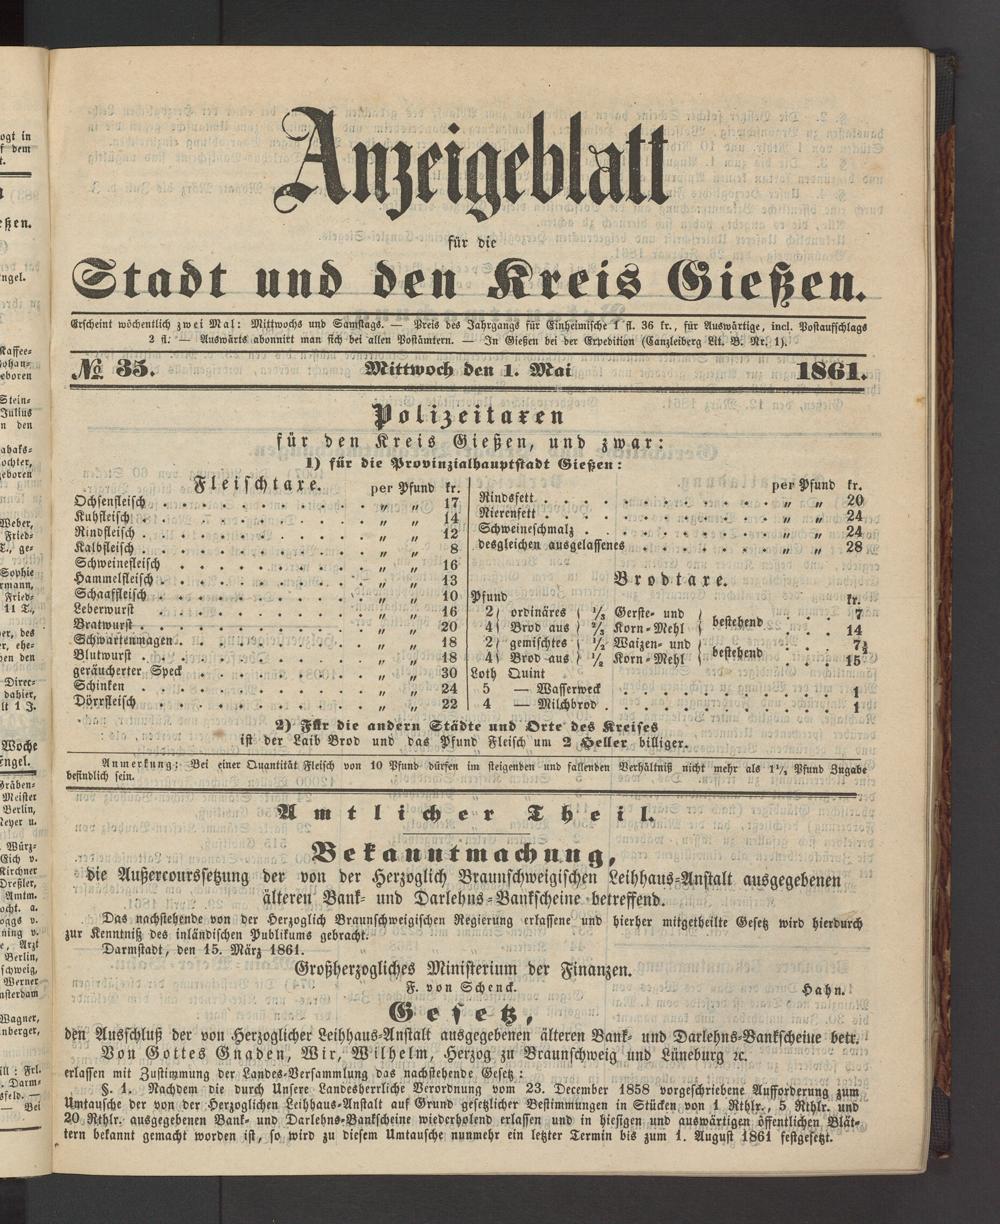 Anzeigeblatt
für die
Stadt und den Kreis Gießen.
Erscheint wöchentlich zwei Mal: Mittwochs und Samstags. — Preis des Jahrgangs für Einheimische 1 fl. 36 kr., für Auswärtige, incl. Postaufschlags
2 fl. — Auswärts abonnirt man sich bei allen Postämtern. — In Gießen bei der Expedition (Canzleiberg Lit. B. Nr. 1).
№ 35. Mittwoch den 1. Mai 1861.
Polizeitaxen
für den Kreis Gießen, und zwar:
1) für die Provinzialhauptstadt Gießen:
Fleischtaxe. per Pfund kr.
Ochsenfleisch . . . „ „ 17
Kuhfleisch . . . „ „ 14
Rindfleisch . . . „ „ 12
Kalbfleisch . . . „ „ 8
Schweinefleisch . . . „ „ 16
Hammelfleisch . . . „ „ 13
Schaaffleisch . . . „ „ 10
Leberwurst . . . „ „ 16
Bratwurst . . . „ „ 20
Schwartenmagen . . . „ „ 18
Blutwurst . . . „ „ 18
geräucherter Speck . . . „ „ 30
Schinken . . . „ „ 24
Dörrfleisch . . . „ „ 22
per Pfund kr.
Rindsfett . . . „ „ 20
Nierenfett . . . „ „ 24
Schweineschmalz . . . „ „ 24
desgleichen ausgelassenes . . . „ „ 28
Brodtaxe.
Pfund kr.
2 ordinäres ⅓ Gerste- und bestehend . . . 7
4 Brod aus ⅔ Korn-Mehl . . . 14
2 gemischtes ½ Waizen- und bestehend . . . 7½
4 Brod aus ½ Korn-Mehl . . . 15
Loth Quint
5 — Wasserweck . . . 1
4 — Milchbrod . . . 1
2) Für die andern Städte und Orte des Kreises
ist der Laib Brod und das Pfund Fleisch um 2 Heller billiger.
Anmerkung: Bei einer Quantität Fleisch von 10 Pfund dürfen im steigenden und fallenden Verhältniß nicht mehr als 1½ Pfund Zugabe
befindlich sein.
Amtlicher Theil.
Bekanntmachung,
die Außercourssetzung der von der Herzoglich Braunschweigischen Leihhaus-Anstalt ausgegebenen
älteren Bank- und Darlehns-Bankscheine betreffend.
Das nachstehende von der Herzoglich Braunschweigischen Regierung erlassene und hierher mitgetheilte Gesetz wird hierdurch
zur Kenntniß des inländischen Publikums gebracht.
Darmstadt, den 15. März 1861.
Großherzogliches Ministerium der Finanzen.
F. von Schenck.
Hahn.
Gesetz,
den Ausschluß der von Herzoglicher Leihhaus-Anstalt ausgegebenen älteren Bank- und Darlehns-Bankscheine betr.
Von Gottes Gnaden, Wir, Wilhelm, Herzog zu Braunschweig und Lüneburg ꝛc.
erlassen mit Zustimmung der Landes-Versammlung das nachstehende Gesetz:
§. 1. Nachdem die durch Unsere Landesherrliche Verordnung vom 23. December 1858 vorgeschriebene Aufforderung zum
Umtausche der von der Herzoglichen Leihhaus-Anstalt auf Grund gesetzlicher Bestimmungen in Stücken von 1 Rthlr., 5 Rthlr. und
20 Rthlr. ausgegebenen Bank- und Darlehns-Bankscheine wiederholend erlassen und in hiesigen und auswärtigen öffentlichen Blät-
tern bekannt gemacht worden ist, so wird zu diesem Umtausche nunmehr ein letzter Termin bis zum 1. August 1861 festgesetzt.